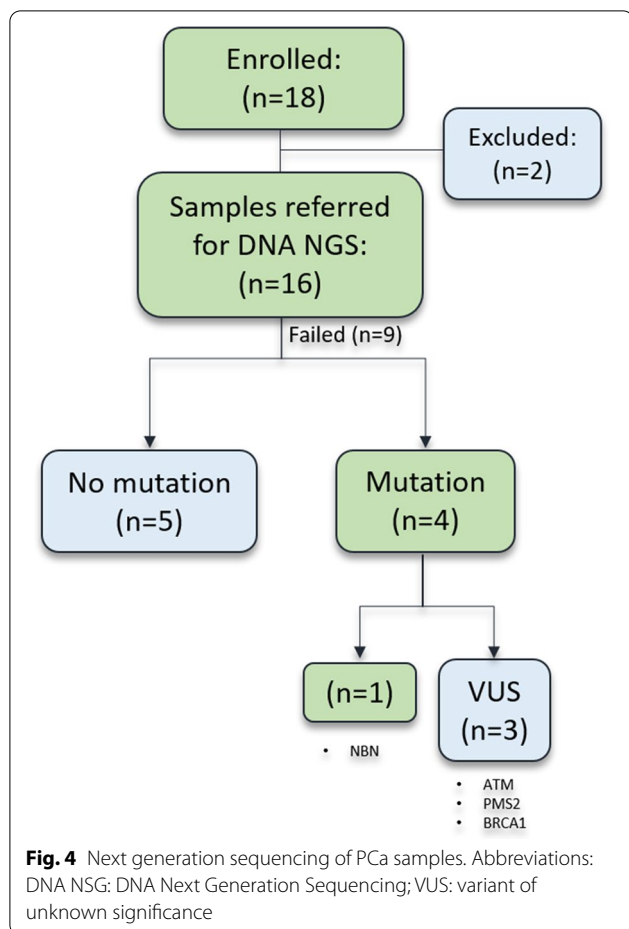 Enrolled:
(n=18)
Excluded:
(n=2)
Samples referred
for DNA NGS:
(n=16)
Failed (n=9)
No mutation
(n=5)
Mutation
(n=4)
(n=1)
• NBN
VUS
(n=3)
• ATM
• PMS2
• BRCA1
Fig. 4 Next generation sequencing of PCa samples. Abbreviations:
DNA NSG: DNA Next Generation Sequencing; VUS: variant of
unknown significance